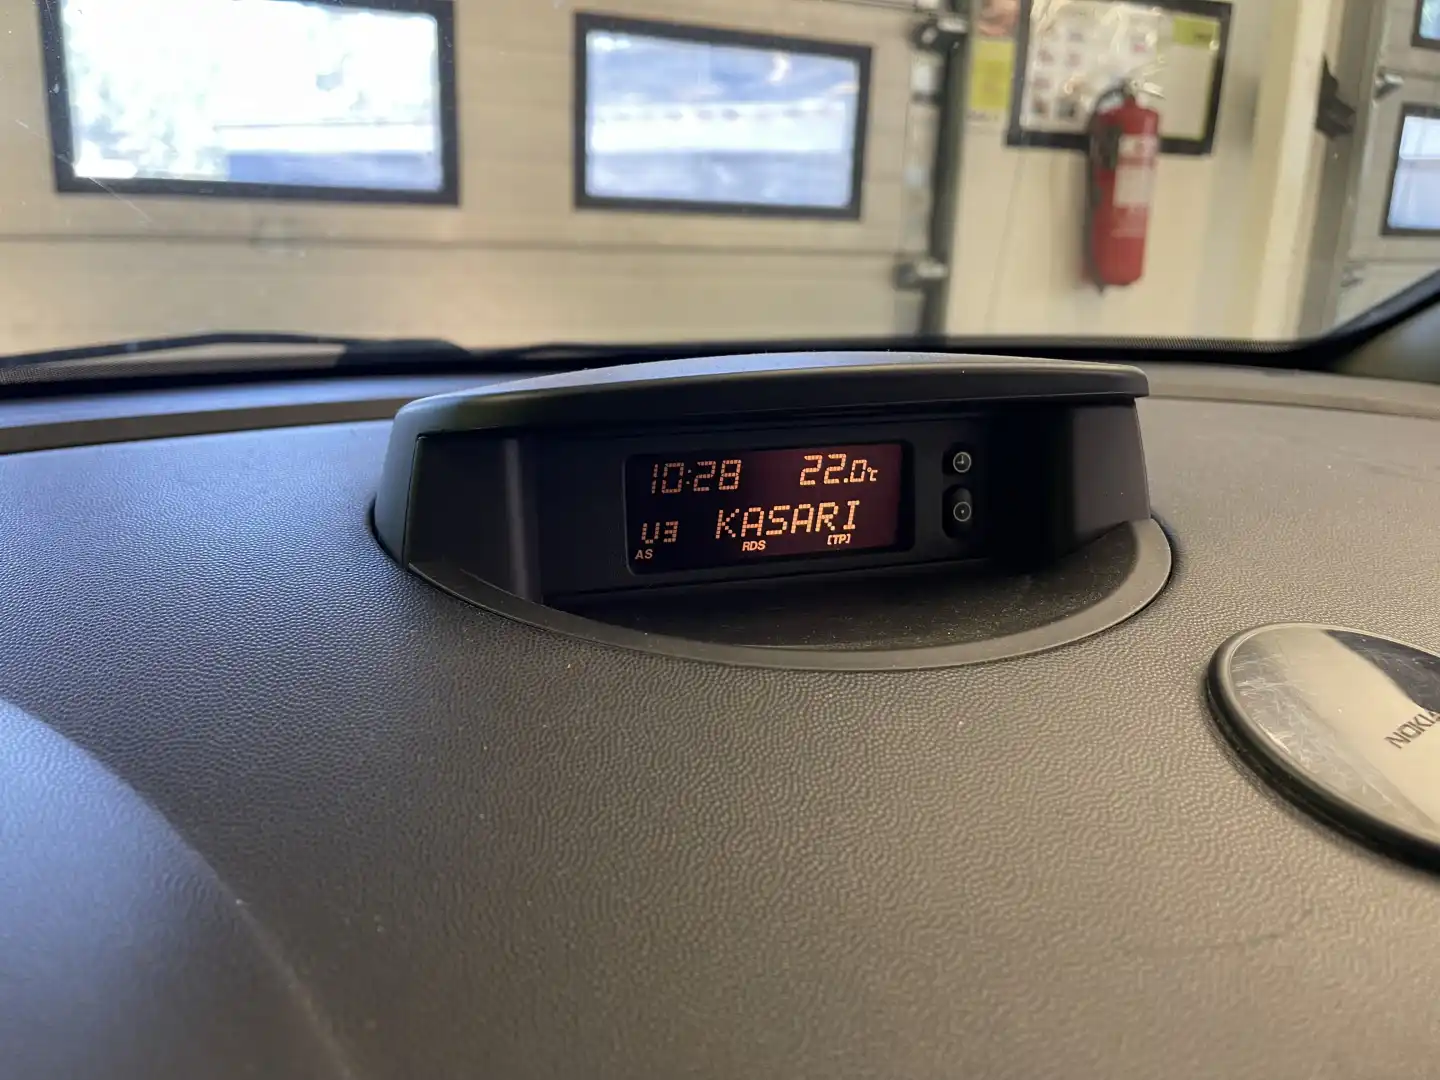 10:28 22.0°C
U3 KASARI
AS RDS [TP]
NOKIA